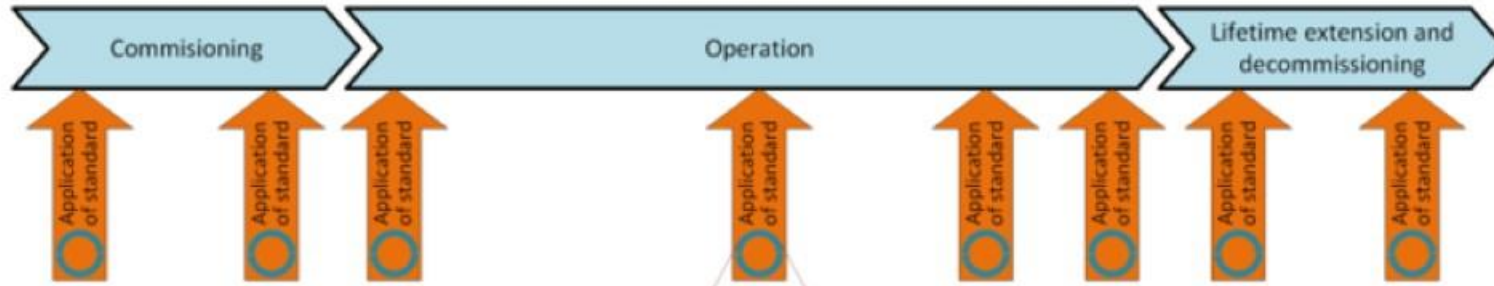 Commisioning
Operation
Lifetime extension and
decommissioning
Application
of standard
Application
of standard
Application
of standard
Application
of standard
Application
of standard
Application
of standard
Application
of standard
Application
of standard